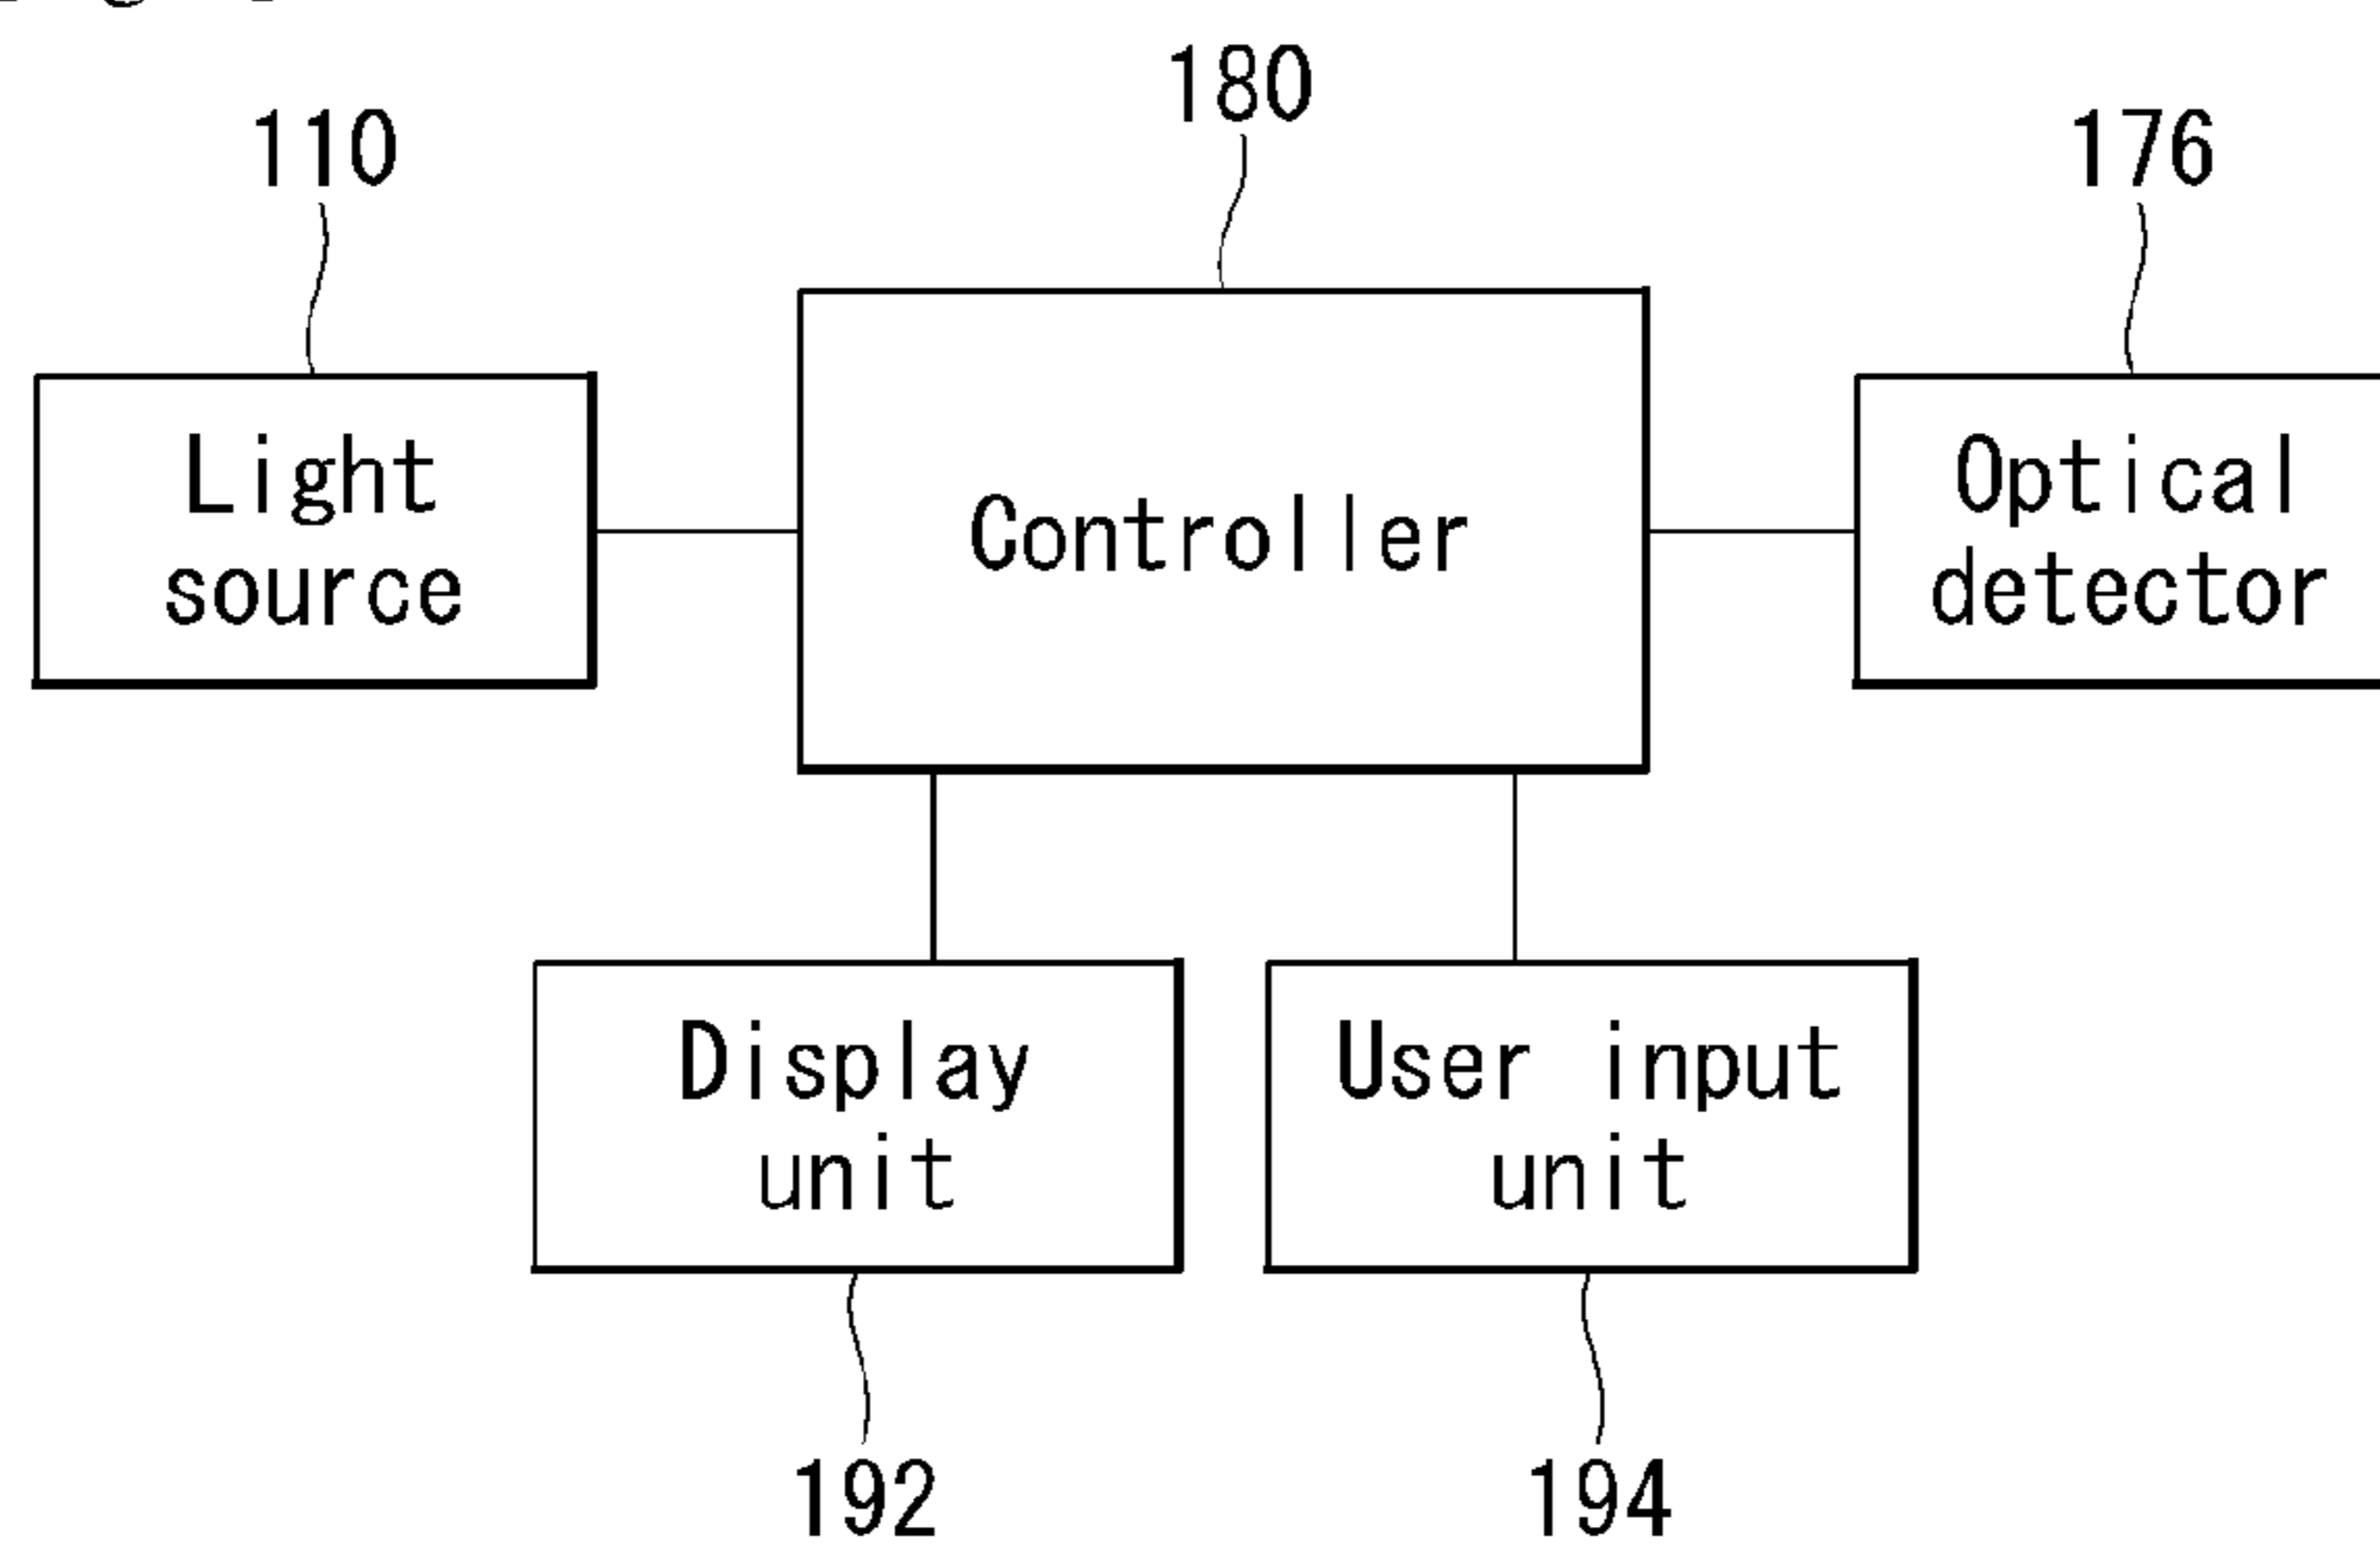 180
110
176
Light
source
Controller
Optical
detector
Display
unit
User input
unit
192
194